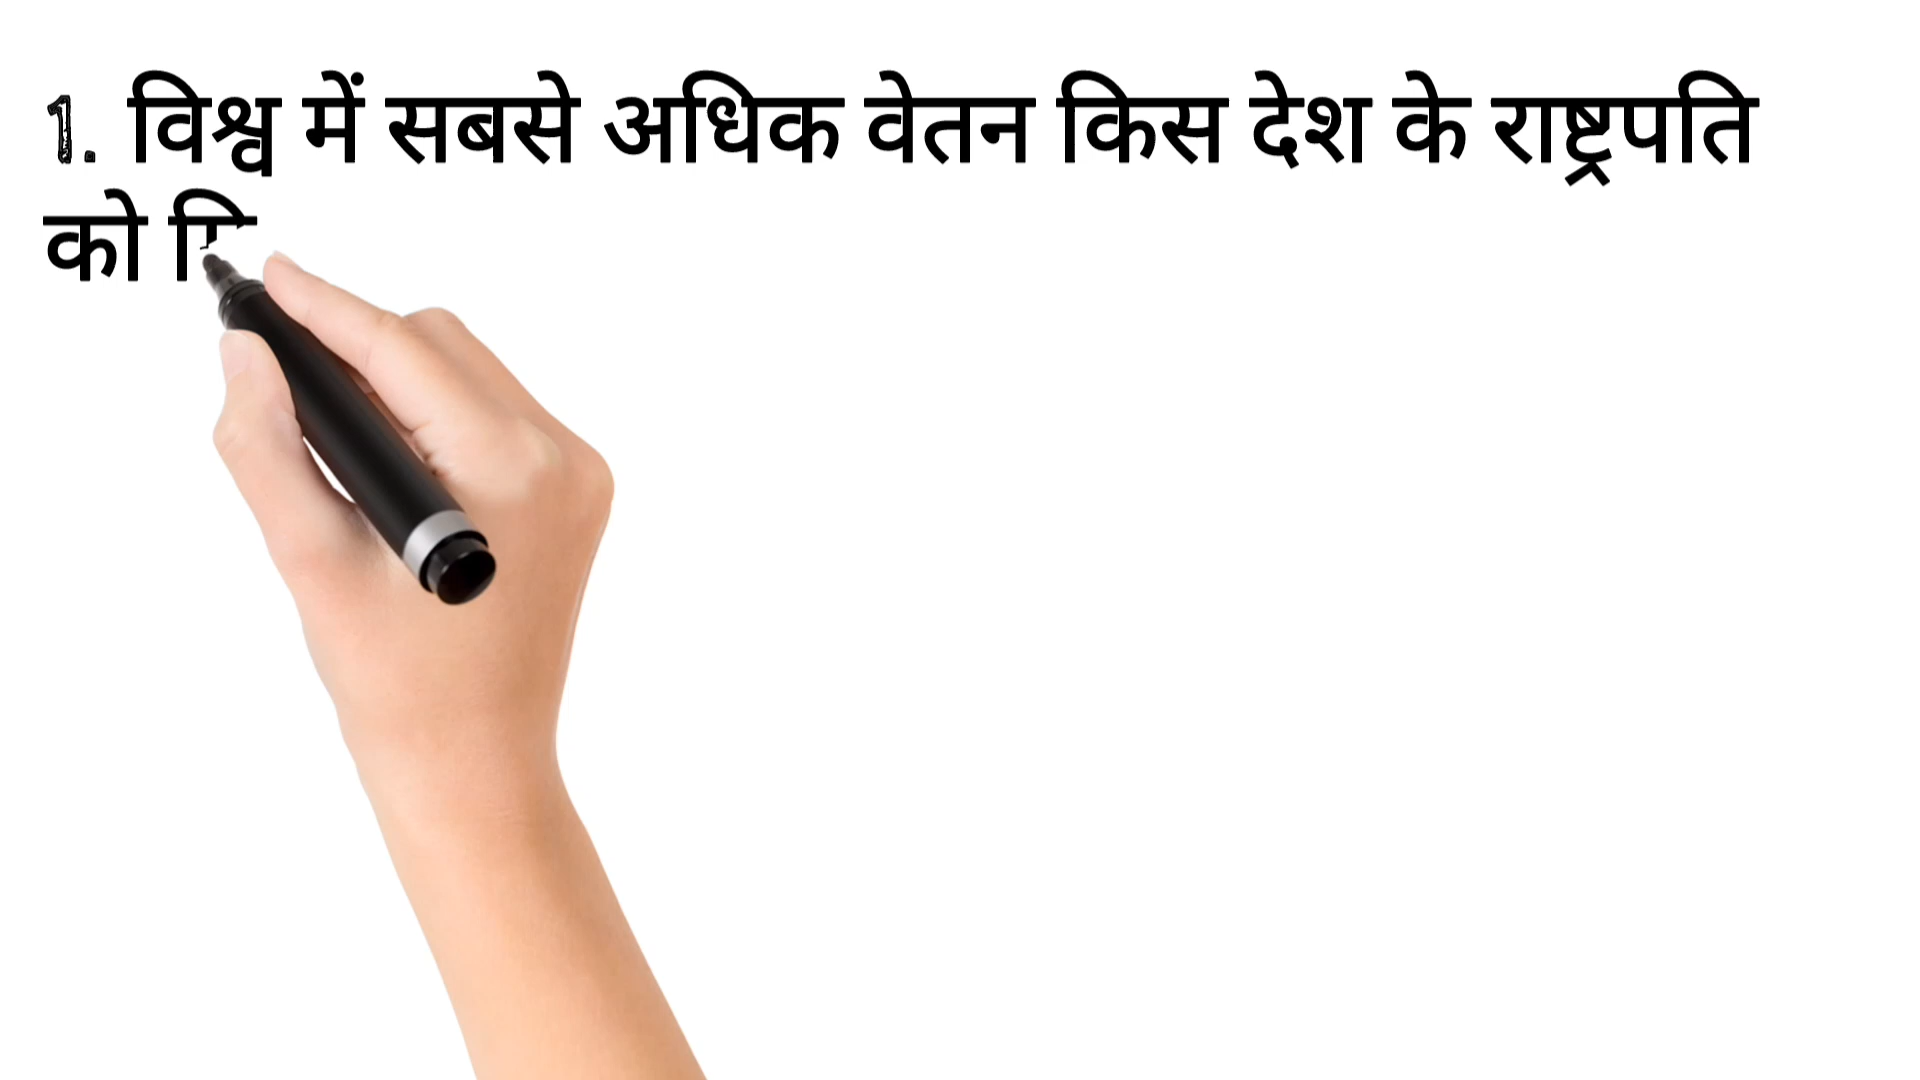 1. विश्व में सबसे अधिक वेतन किस देश के राष्ट्रपति
को